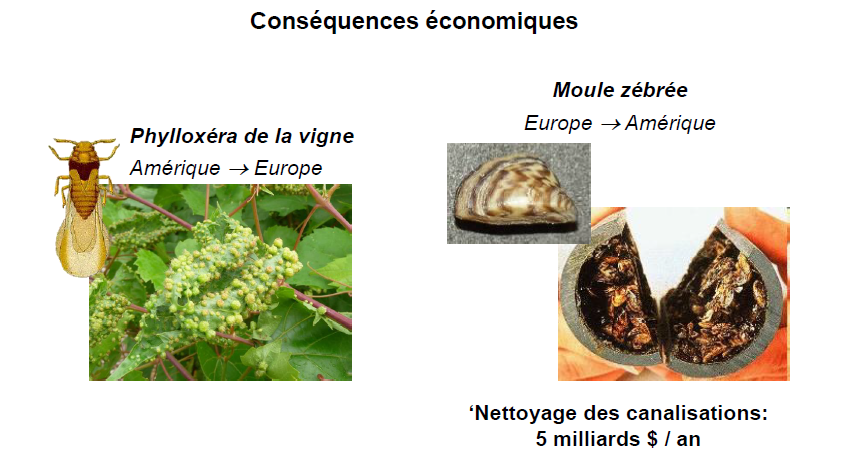 Conséquences économiques
Phylloxéra de la vigne
Amérique → Europe
Moule zébrée
Europe → Amérique
‘Nettoyage des canalisations:
5 milliards $ / an